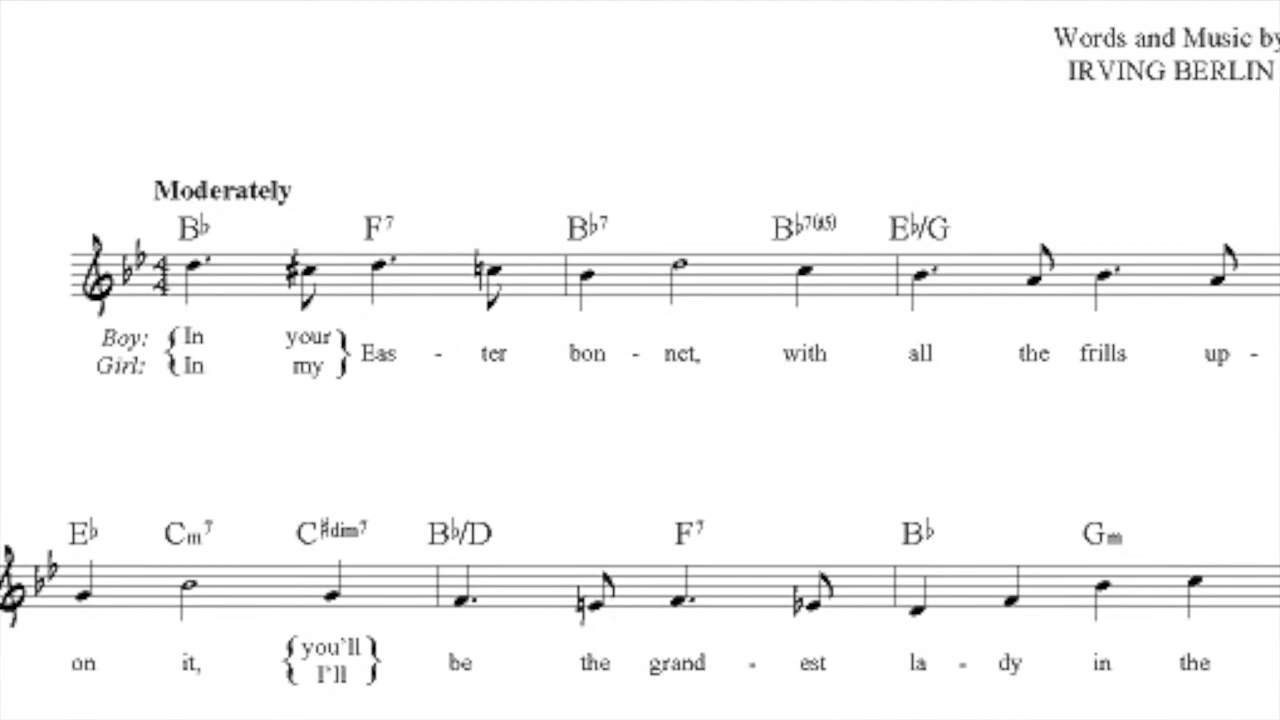 Words and Music by
IRVING BERLIN
Moderately
B♭ F7 B♭7 B♭7(#5) E♭/G
Boy: { In your } Eas - ter bon - net, with all the frills up -
Girl: { In my }
E♭ Cm7 C#dim7 B♭/D F7 B♭ Gm
on it, { you'll } be the grand - est la - dy in the
{ I'll }